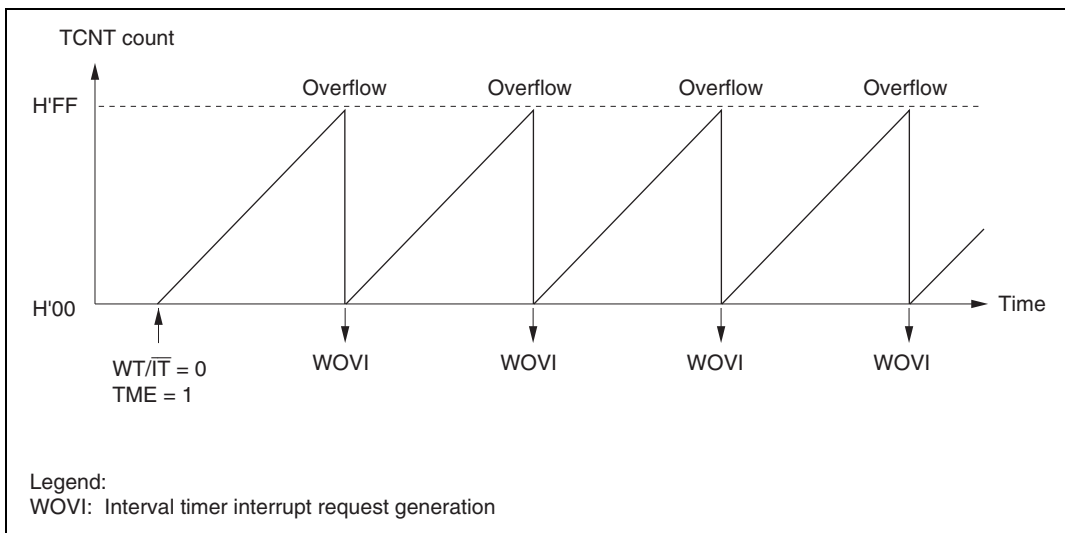 TCNT count
Overflow Overflow Overflow Overflow
H'FF
H'00
Time
WT/I̅T̅ = 0
TME = 1
WOVI WOVI WOVI WOVI
Legend:
WOVI: Interval timer interrupt request generation